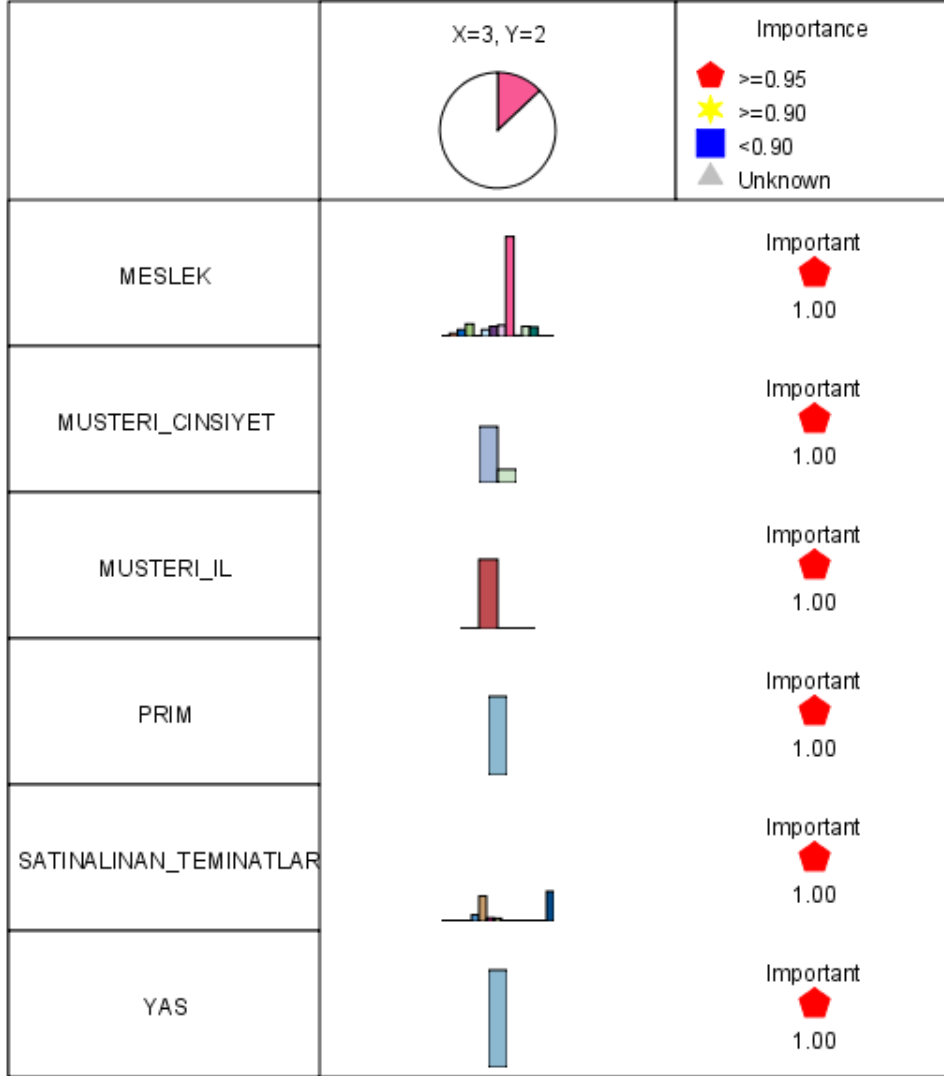 X=3, Y=2
Importance
>=0.95
>=0.90
<0.90
Unknown
MESLEK
Important
1.00
MUSTERI_CINSIYET
Important
1.00
MUSTERI_IL
Important
1.00
PRIM
Important
1.00
SATINALINAN_TEMINATLAR
Important
1.00
YAS
Important
1.00